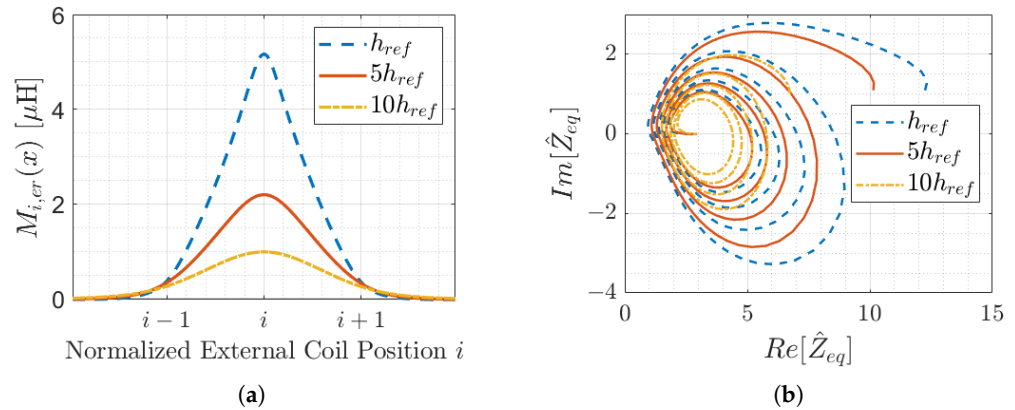 6
4
2
0
M_{i,er}(x) [μH]
h_{ref}
5h_{ref}
10h_{ref}
i − 1
i
i + 1
Normalized External Coil Position i
(a)
2
0
−2
−4
Im[Ẑ_{eq}]
h_{ref}
5h_{ref}
10h_{ref}
0
5
10
15
Re[Ẑ_{eq}]
(b)